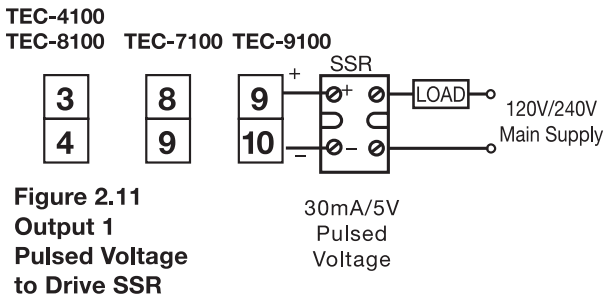 TEC-4100
TEC-8100 TEC-7100 TEC-9100
SSR
3 8 9 + + LOAD
4 9 10 – –
120V/240V
Main Supply
Figure 2.11
Output 1
Pulsed Voltage
to Drive SSR
30mA/5V
Pulsed
Voltage